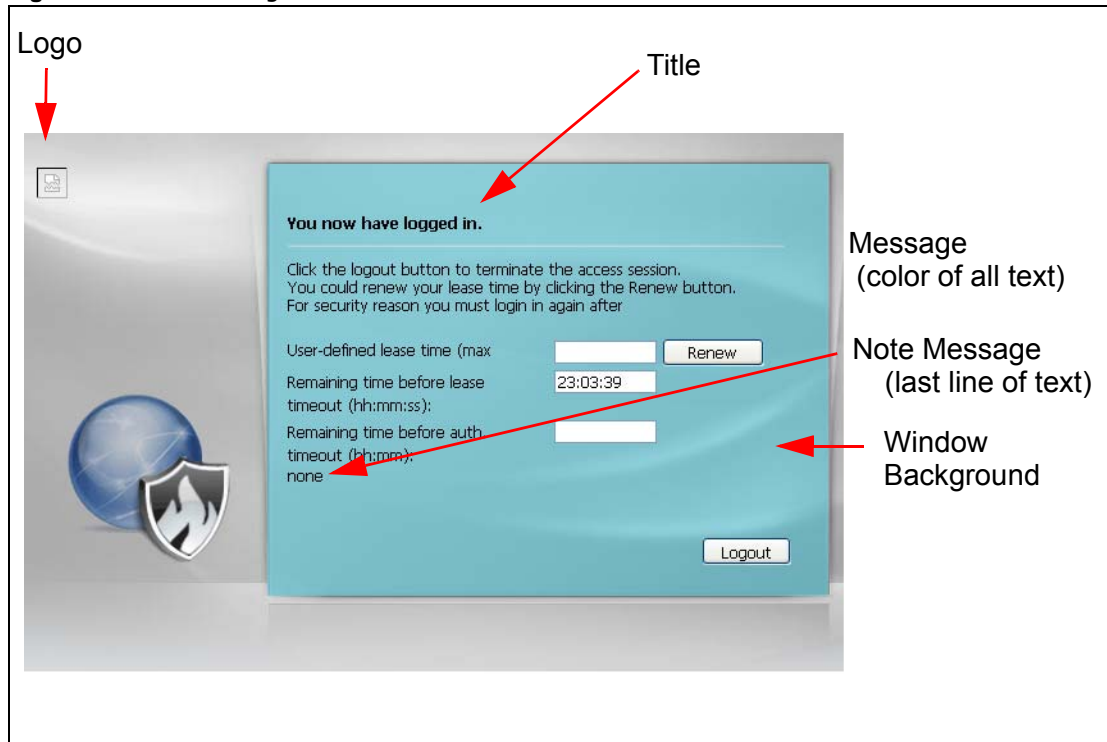 Logo
Title
You now have logged in.
Click the logout button to terminate the access session.
You could renew your lease time by clicking the Renew button.
For security reason you must login in again after
Message
(color of all text)
User-defined lease time (max
Renew
Note Message
(last line of text)
Remaining time before lease
23:03:39
timeout (hh:mm:ss):
Remaining time before auth
timeout (hh:mm):
none
Window
Background
Logout